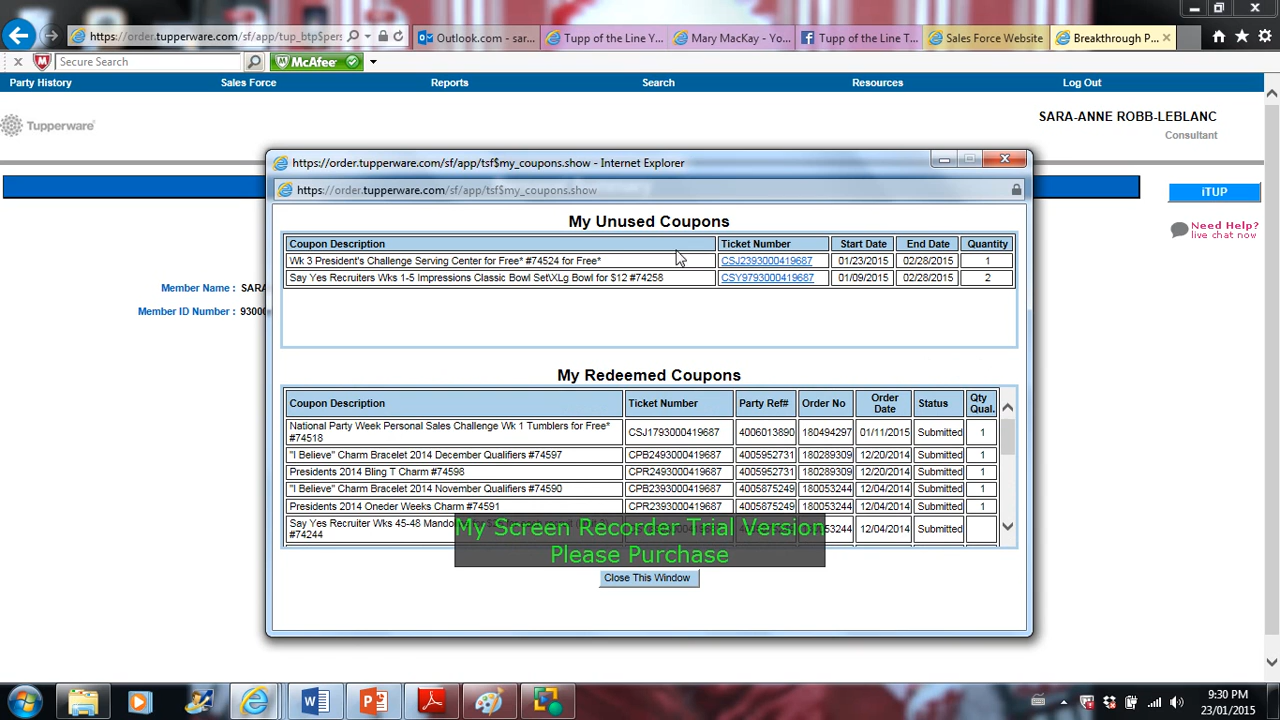 https://order.tupperware.com/sf/app/tup_btp$pers
Outlook.com - sar...
Tupp of the Line Y...
Mary MacKay - Yo...
Tupp of the Line T...
Sales Force Website
Breakthrough P...
Secure Search
McAfee
Party History Sales Force Reports Search Resources Log Out
SARA-ANNE ROBB-LEBLANC
Tupperware
Consultant
https://order.tupperware.com/sf/app/tsf$my_coupons.show - Internet Explorer
https://order.tupperware.com/sf/app/tsf$my_coupons.show
iTUP
My Unused Coupons
Need Help?
live chat now
Coupon Description Ticket Number Start Date End Date Quantity
Wk 3 President's Challenge Serving Center for Free* #74524 for Free* CSJ2393000419687 01/23/2015 02/28/2015 1
Say Yes Recruiters Wks 1-5 Impressions Classic Bowl Set\XLg Bowl for $12 #74258 CSY9793000419687 01/09/2015 02/28/2015 2
Member Name : SARA
Member ID Number : 9300
My Redeemed Coupons
Coupon Description Ticket Number Party Ref# Order No Order Date Status Qty Qual.
National Party Week Personal Sales Challenge Wk 1 Tumblers for Free* #74518 CSJ1793000419687 4006013890 180494297 01/11/2015 Submitted 1
"I Believe" Charm Bracelet 2014 December Qualifiers #74597 CPB2493000419687 4005952731 180289309 12/20/2014 Submitted 1
Presidents 2014 Bling T Charm #74598 CPR2493000419687 4005952731 180289309 12/20/2014 Submitted 1
"I Believe" Charm Bracelet 2014 November Qualifiers #74590 CPB2393000419687 4005875249 180053244 12/04/2014 Submitted 1
Presidents 2014 Oneder Weeks Charm #74591 CPR2393000419687 4005875249 180053244 12/04/2014 Submitted 1
Say Yes Recruiter Wks 45-48 Mando #74244 12/04/2014 Submitted
My Screen Recorder Trial Version
Please Purchase
Close This Window
9:30 PM
23/01/2015